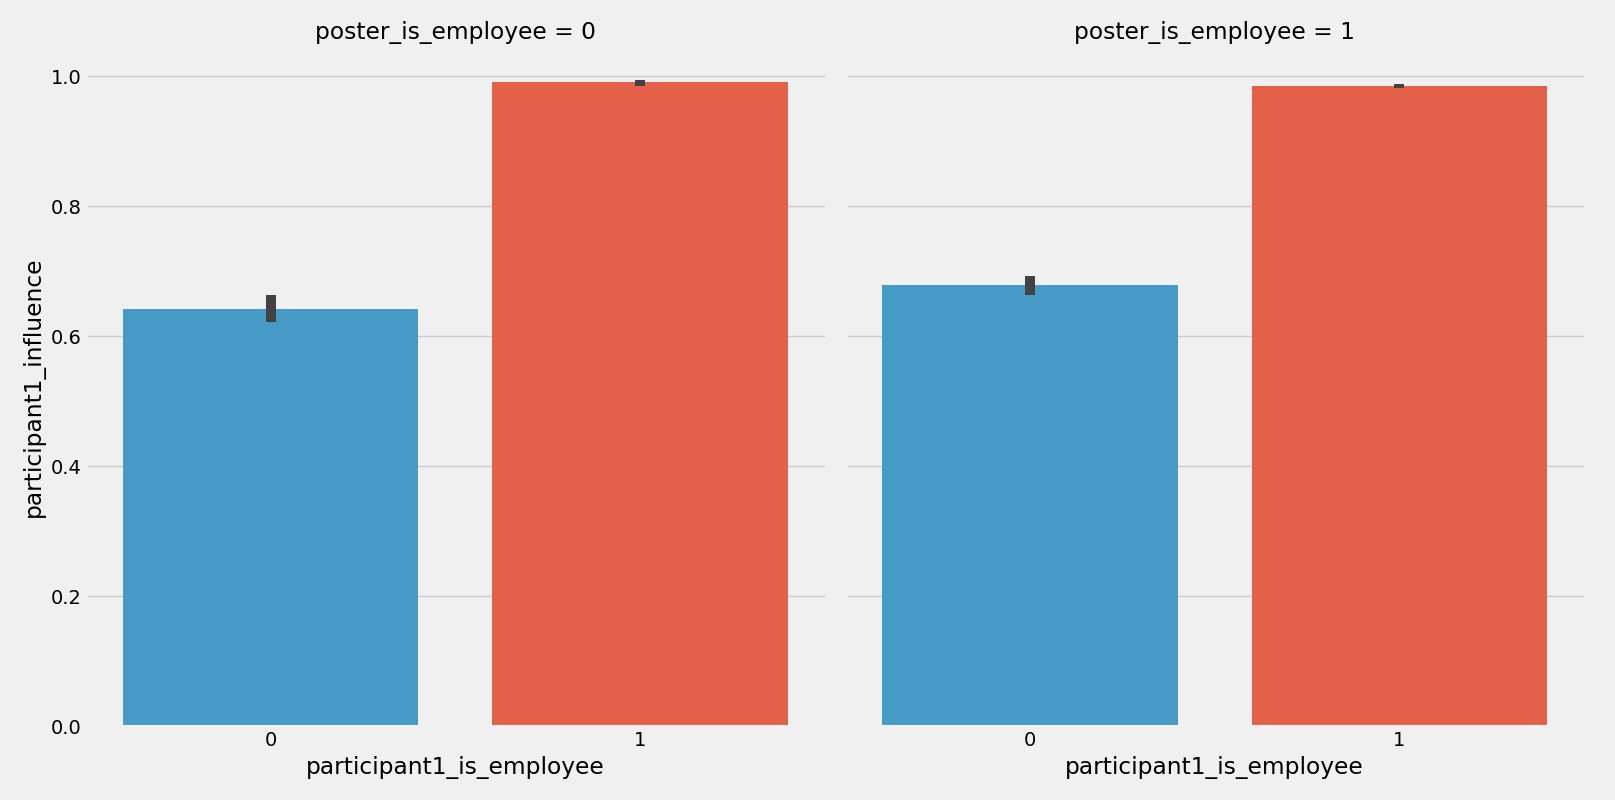 poster_is_employee = 0
poster_is_employee = 1
1.0
0.8
0.6
0.4
0.2
0.0
participant1_influence
0
1
0
1
participant1_is_employee
participant1_is_employee